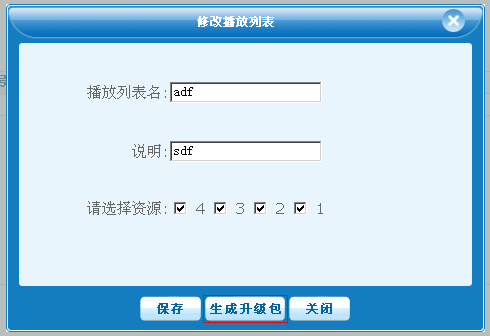 修改播放列表
播放列表名: adf
说明: sdf
请选择资源: 4 3 2 1
保存 生成升级包 关闭